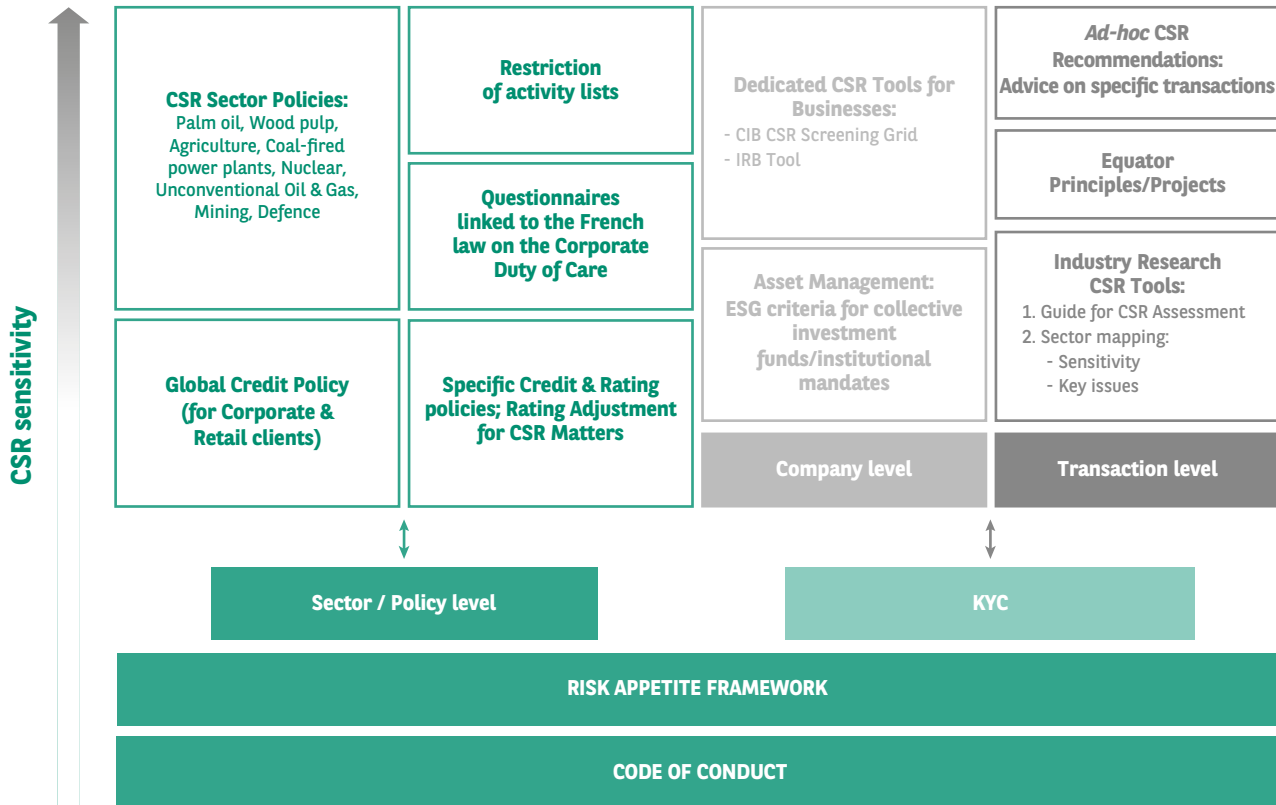 CSR sensitivity
CSR Sector Policies:
Palm oil, Wood pulp,
Agriculture, Coal-fired
power plants, Nuclear,
Unconventional Oil & Gas,
Mining, Defence
Restriction
of activity lists
Questionnaires
linked to the French
law on the Corporate
Duty of Care
Global Credit Policy
(for Corporate &
Retail clients)
Specific Credit & Rating
policies; Rating Adjustment
for CSR Matters
Dedicated CSR Tools for
Businesses:
- CIB CSR Screening Grid
- IRB Tool
Asset Management:
ESG criteria for collective
investment
funds/institutional
mandates
Company level
Ad-hoc CSR
Recommendations:
Advice on specific transactions
Equator
Principles/Projects
Industry Research
CSR Tools:
1. Guide for CSR Assessment
2. Sector mapping:
- Sensitivity
- Key issues
Transaction level
Sector / Policy level
KYC
RISK APPETITE FRAMEWORK
CODE OF CONDUCT